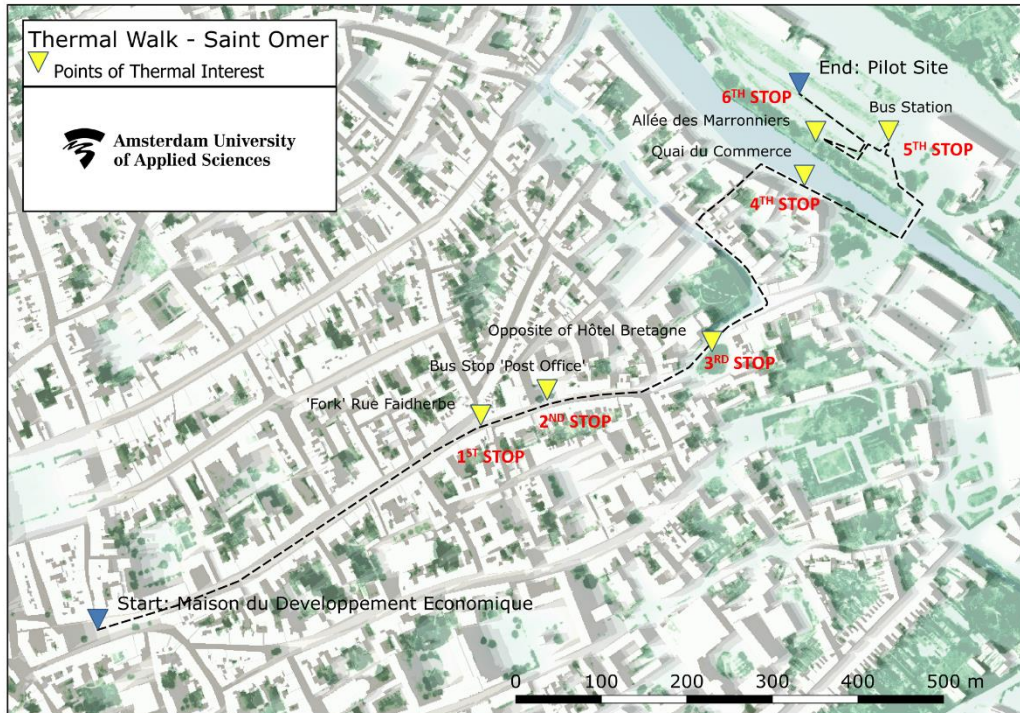 Thermal Walk - Saint Omer
Points of Thermal Interest
Amsterdam University
of Applied Sciences
End: Pilot Site
6TH STOP
Bus Station
Allée des Marronniers
5TH STOP
Quai du Commerce
4TH STOP
Opposite of Hôtel Bretagne
3RD STOP
Bus Stop 'Post Office'
'Fork' Rue Faidherbe
2ND STOP
1ST STOP
Start: Maison du Developpement Economique
0 100 200 300 400 500 m